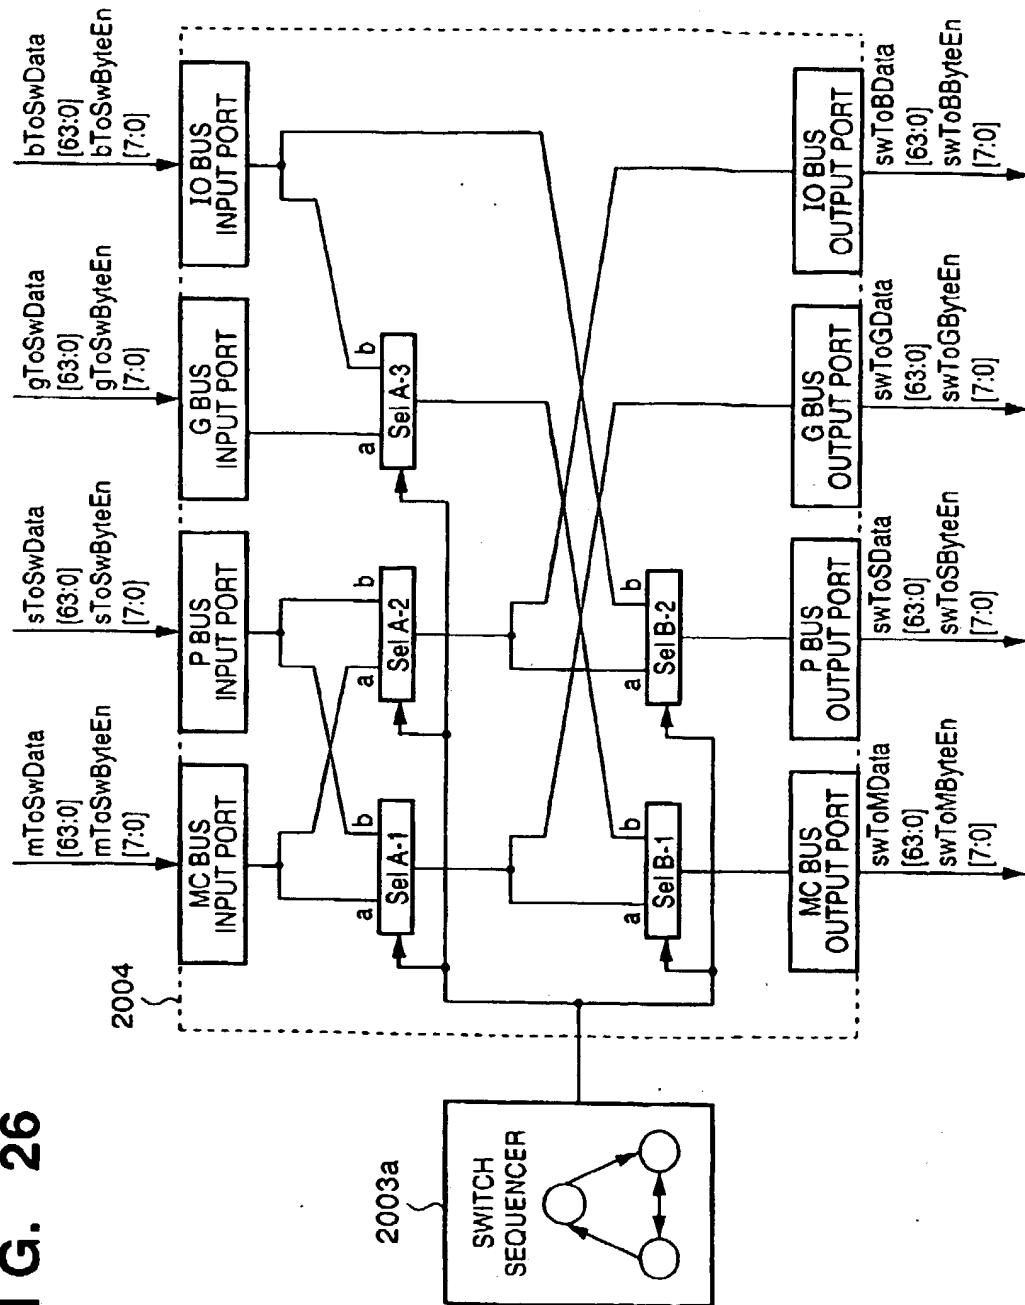 IG. 26
2004
2003a
SWITCH
SEQUENCER
mToSwData
[63:0]
mToSwByteEn
[7:0]
sToSwData
[63:0]
sToSwByteEn
[7:0]
gToSwData
[63:0]
gToSwByteEn
[7:0]
bToSwData
[63:0]
bToSwByteEn
[7:0]
MC BUS
INPUT PORT
P BUS
INPUT PORT
G BUS
INPUT PORT
IO BUS
INPUT PORT
a
b
Sel A-1
a
b
Sel A-2
a
b
Sel A-3
a
b
Sel B-1
a
b
Sel B-2
MC BUS
OUTPUT PORT
P BUS
OUTPUT PORT
G BUS
OUTPUT PORT
IO BUS
OUTPUT PORT
swToMData
[63:0]
swToMByteEn
[7:0]
swToSData
[63:0]
swToSByteEn
[7:0]
swToGData
[63:0]
swToGByteEn
[7:0]
swToBData
[63:0]
swToBByteEn
[7:0]